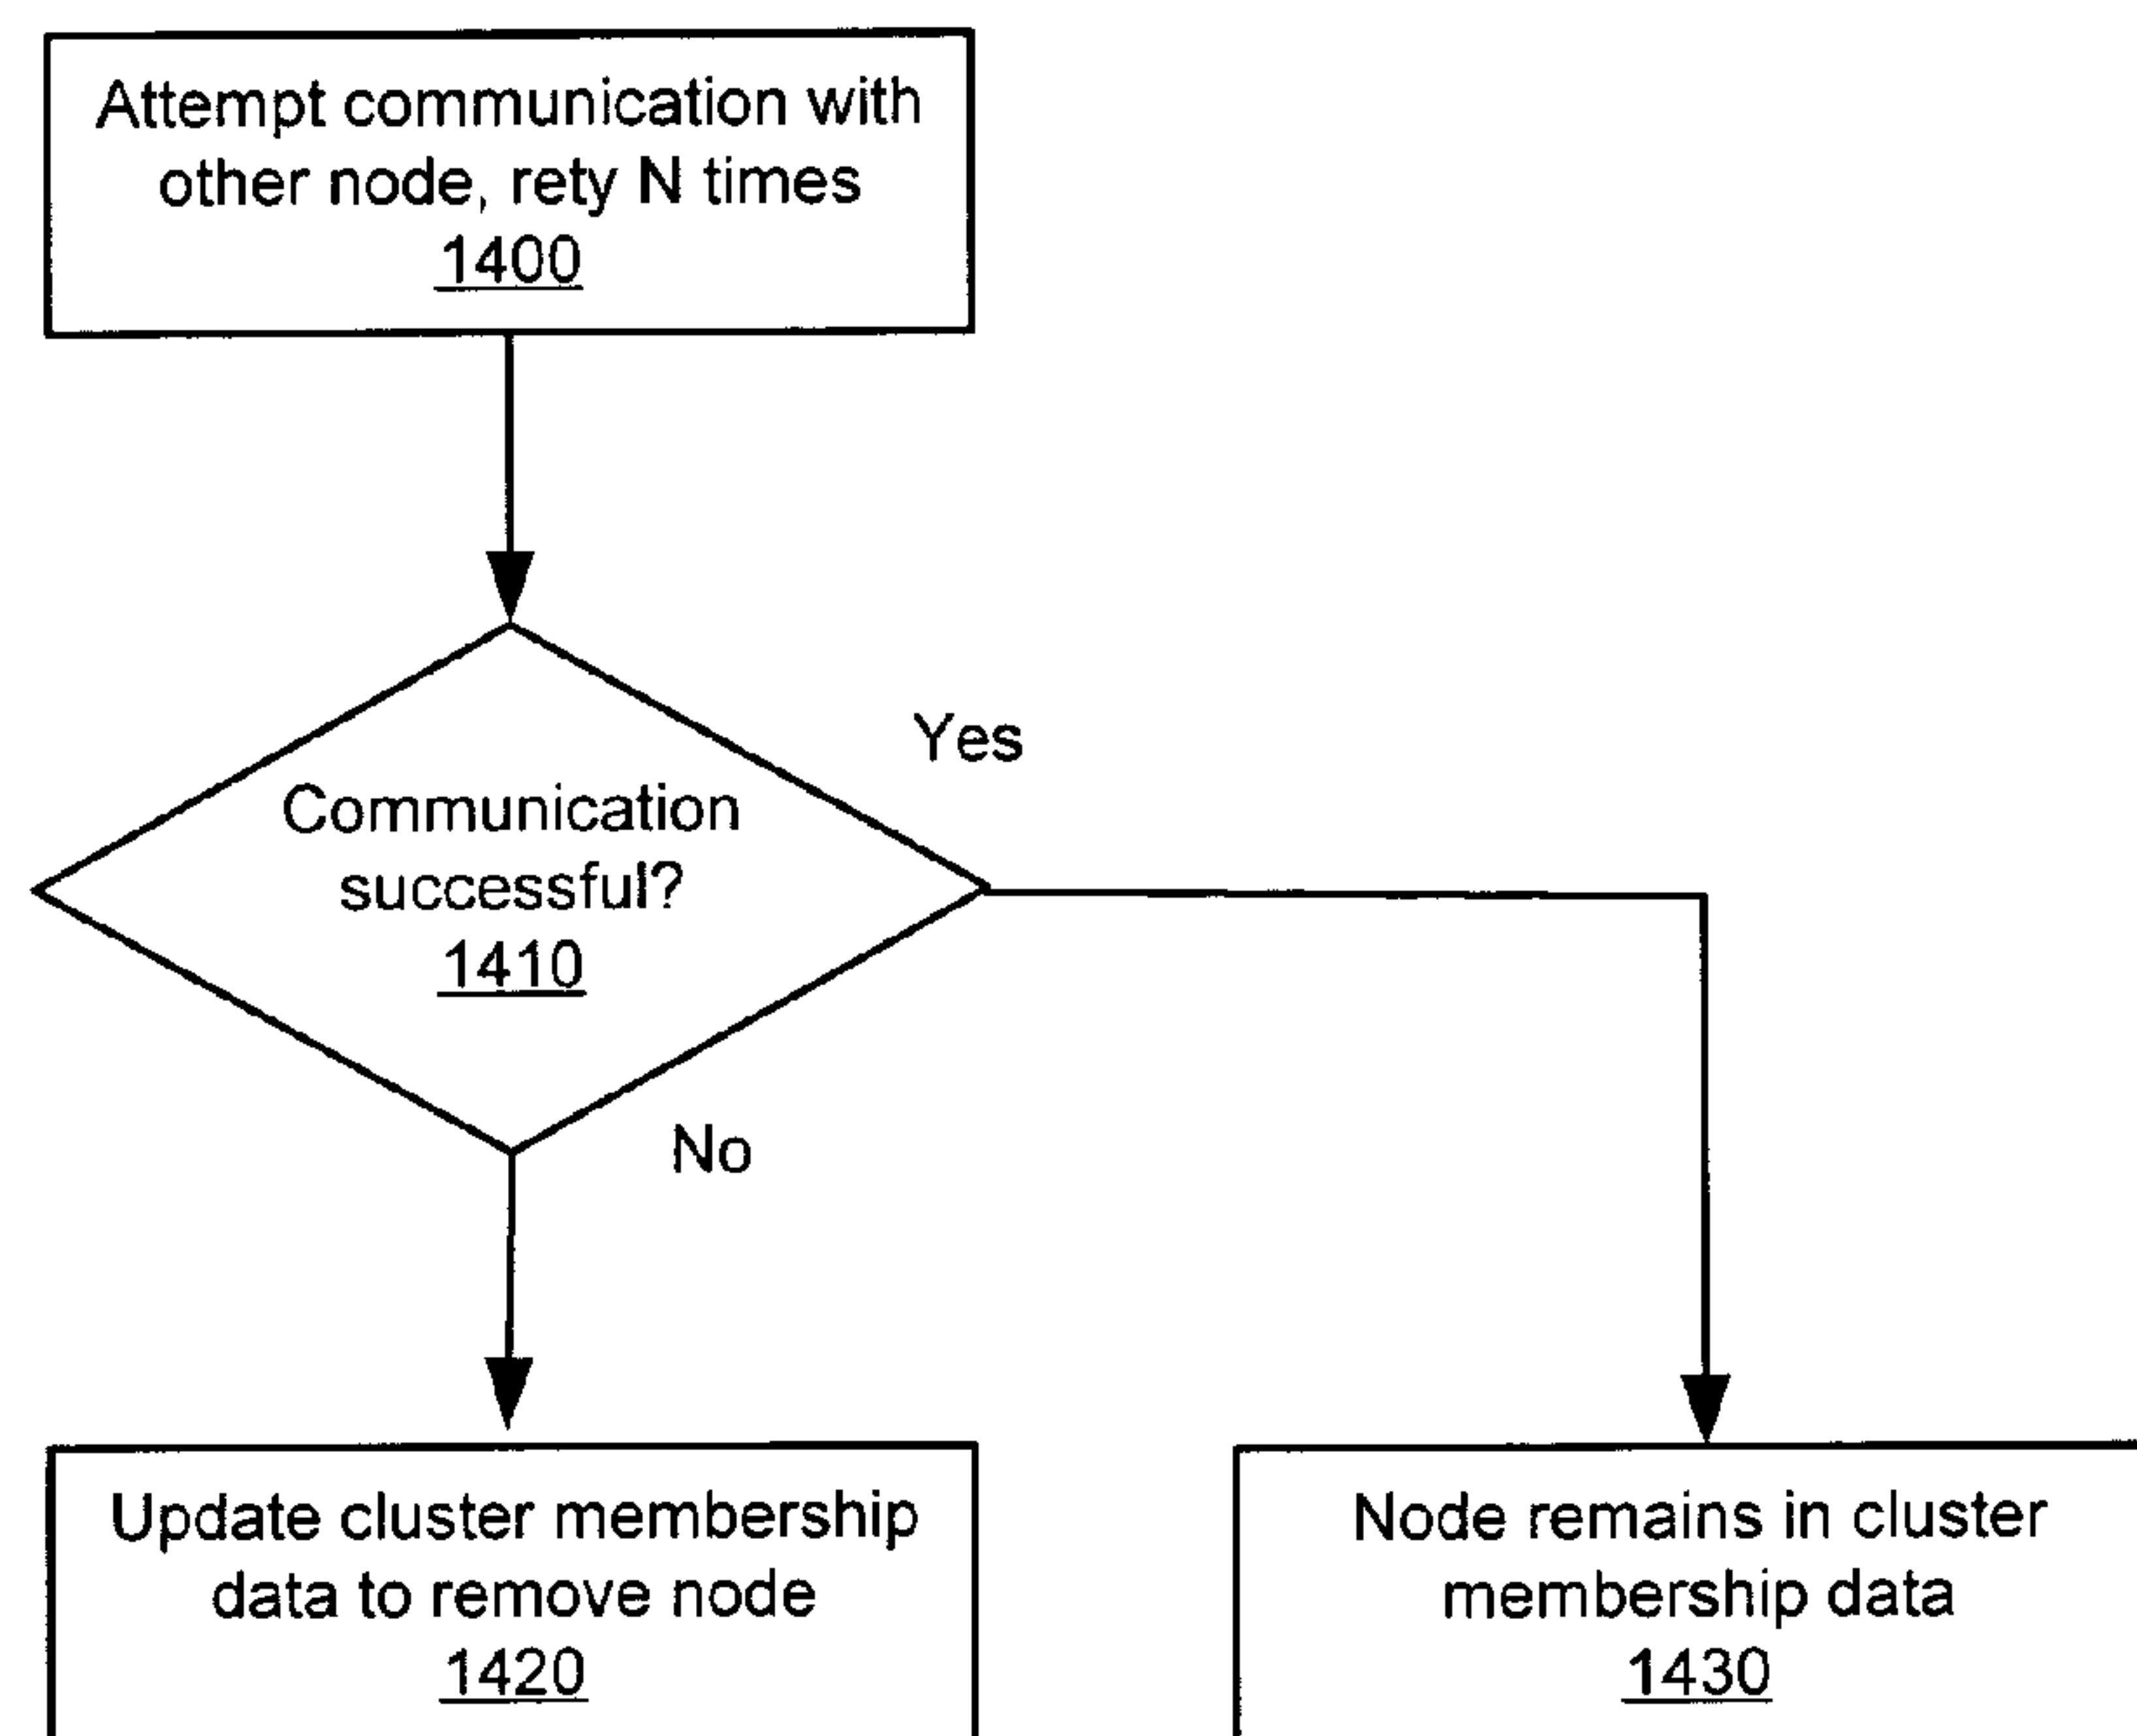 Attempt communication with
other node, rety N times
1400
Yes
Communication
successful?
1410
No
Update cluster membership
data to remove node
1420
Node remains in cluster
membership data
1430